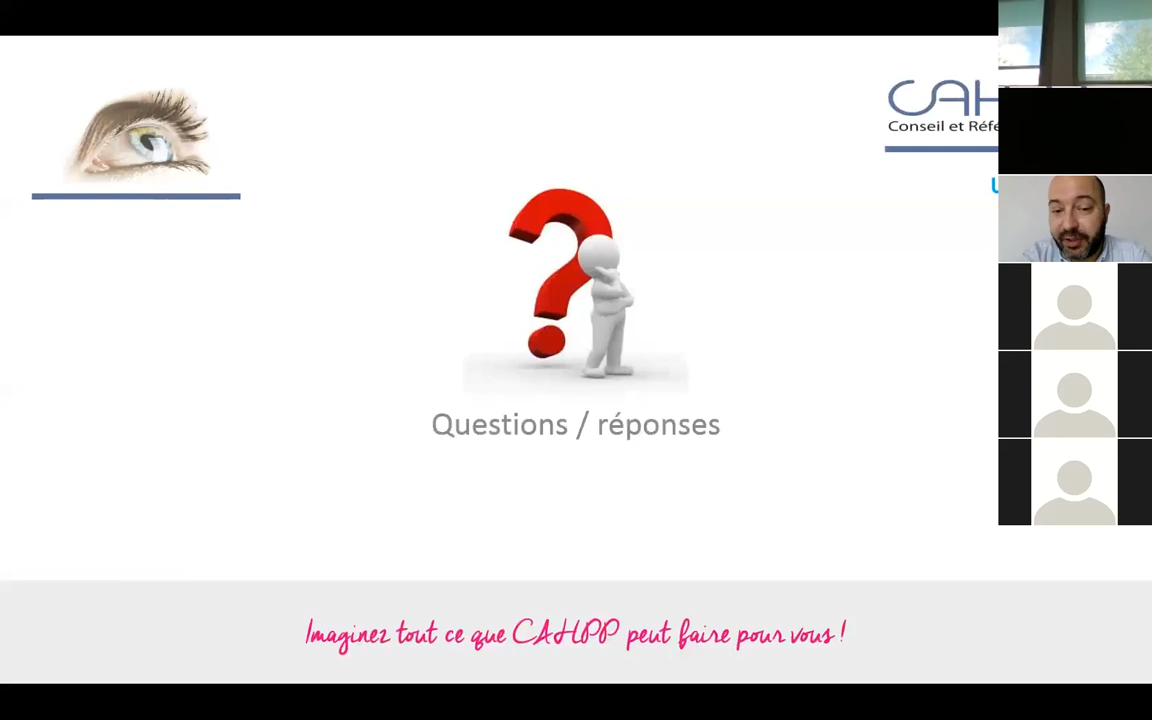 CAH
Conseil et Réfé
Questions / réponses
Imaginez tout ce que CAHPP peut faire pour vous !